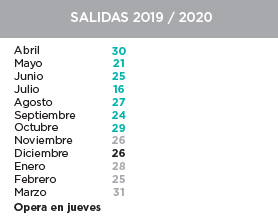 SALIDAS 2019 / 2020
Abril 30
Mayo 21
Junio 25
Julio 16
Agosto 27
Septiembre 24
Octubre 29
Noviembre 26
Diciembre 26
Enero 28
Febrero 25
Marzo 31
Opera en jueves